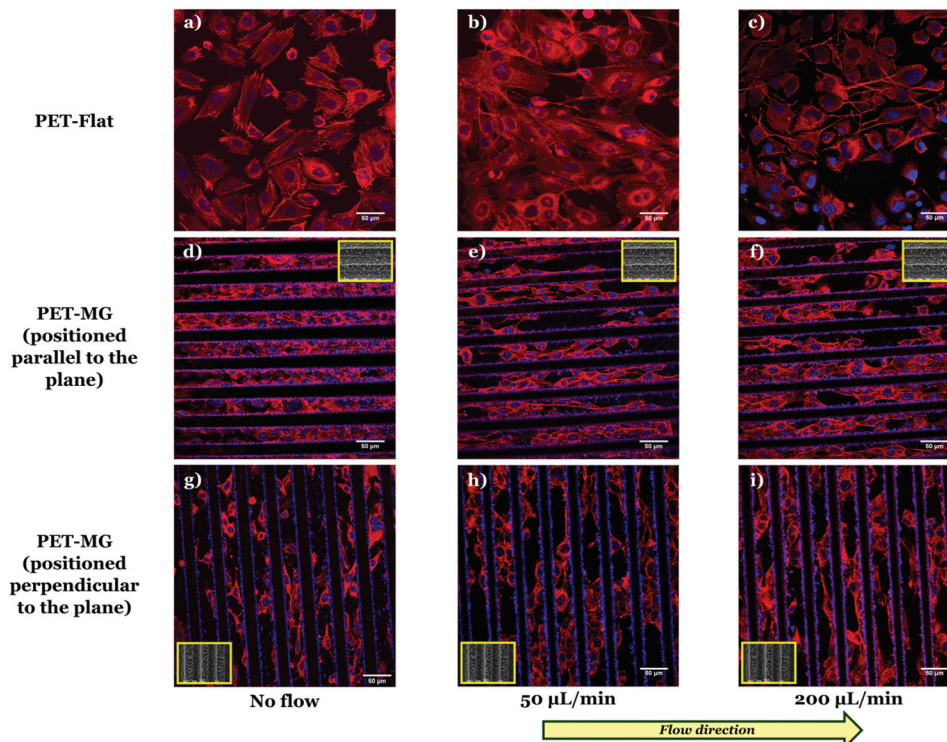 a)
b)
c)
PET-Flat
50 µm
50 µm
50 µm
d)
e)
f)
PET-MG
(positioned
parallel to the
plane)
50 µm
50 µm
50 µm
g)
h)
i)
PET-MG
(positioned
perpendicular
to the plane)
50 µm
50 µm
50 µm
No flow
50 µL/min
200 µL/min
Flow direction